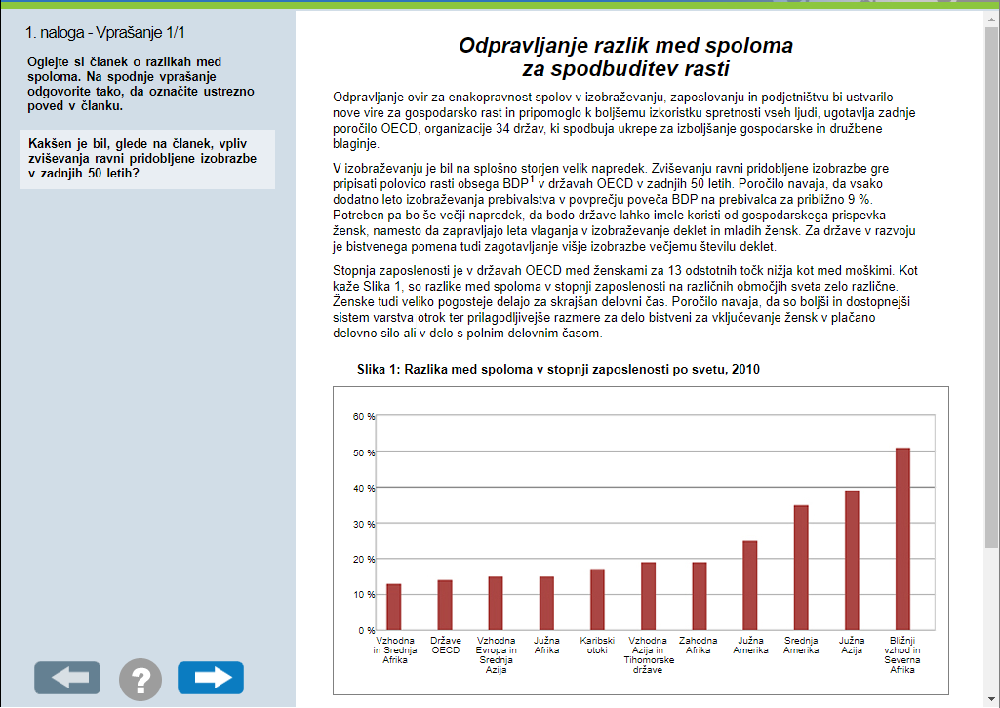 1. naloga - Vprašanje 1/1
Oglejte si članek o razlikah med
spoloma. Na spodnje vprašanje
odgovorite tako, da označite ustrezno
poved v članku.
Kakšen je bil, glede na članek, vpliv
zviševanja ravni pridobljene izobrazbe
v zadnjih 50 letih?
Odpravljanje razlik med spoloma
za spodbuditev rasti
Odpravljanje ovir za enakopravnost spolov v izobraževanju, zaposlovanju in podjetništvu bi ustvarilo
nove vire za gospodarsko rast in pripomoglo k boljšemu izkoristku spretnosti vseh ljudi, ugotavlja zadnje
poročilo OECD, organizacije 34 držav, ki spodbuja ukrepe za izboljšanje gospodarske in družbene
blaginje.
V izobraževanju je bil na splošno storjen velik napredek. Zviševanju ravni pridobljene izobrazbe gre
pripisati polovico rasti obsega BDP1 v državah OECD v zadnjih 50 letih. Poročilo navaja, da vsako
dodatno leto izobraževanja prebivalstva v povprečju poveča BDP na prebivalca za približno 9 %.
Potreben pa bo še večji napredek, da bodo države lahko imele koristi od gospodarskega prispevka
žensk, namesto da zapravljajo leta vlaganja v izobraževanje deklet in mladih žensk. Za države v razvoju
je bistvenega pomena tudi zagotavljanje višje izobrazbe večjemu številu deklet.
Stopnja zaposlenosti je v državah OECD med ženskami za 13 odstotnih točk nižja kot med moškimi. Kot
kaže Slika 1, so razlike med spoloma v stopnji zaposlenosti na različnih območjih sveta zelo različne.
Ženske tudi veliko pogosteje delajo za skrajšan delovni čas. Poročilo navaja, da so boljši in dostopnejši
sistem varstva otrok ter prilagodljivejše razmere za delo bistveni za vključevanje žensk v plačano
delovno silo ali v delo s polnim delovnim časom.
Slika 1: Razlika med spoloma v stopnji zaposlenosti po svetu, 2010
60 %
50 %
40 %
30 %
20 %
10 %
0 %
Vzhodna
in Srednja
Afrika
Države
OECD
Vzhodna
Evropa in
Srednja
Azija
Južna
Afrika
Karibski
otoki
Vzhodna
Azija in
Tihomorske
države
Zahodna
Afrika
Južna
Amerika
Srednja
Amerika
Južna
Azija
Bližnji
vzhod in
Severna
Afrika
?